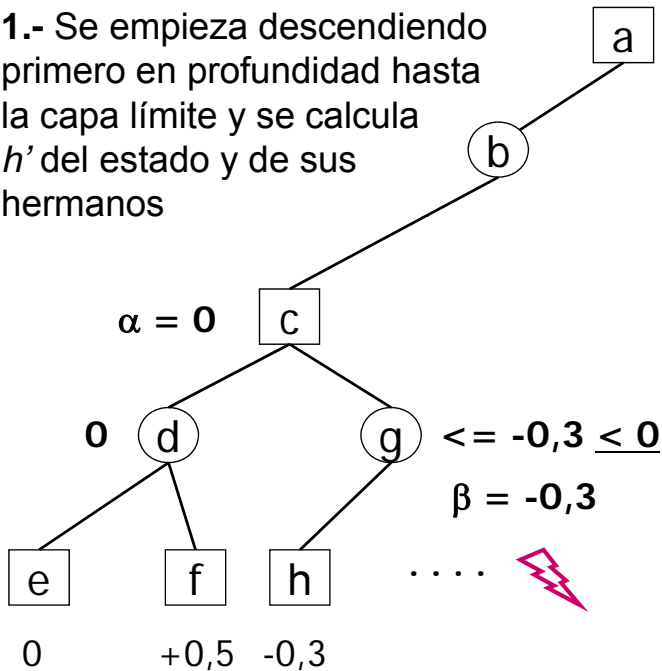 1.- Se empieza descendiendo
primero en profundidad hasta
la capa límite y se calcula
h’ del estado y de sus
hermanos
a
b
α = 0
c
0
d
g
<= -0,3 < 0
β = -0,3
e
f
h
. . . .
0
+0,5
-0,3